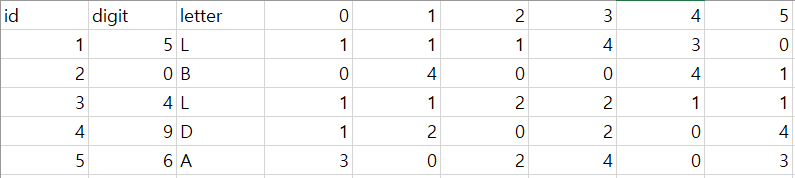 id digit letter 0 1 2 3 4 5
1 5 L 1 1 1 4 3 0
2 0 B 0 4 0 0 4 1
3 4 L 1 1 2 2 1 1
4 9 D 1 2 0 2 0 4
5 6 A 3 0 2 4 0 3